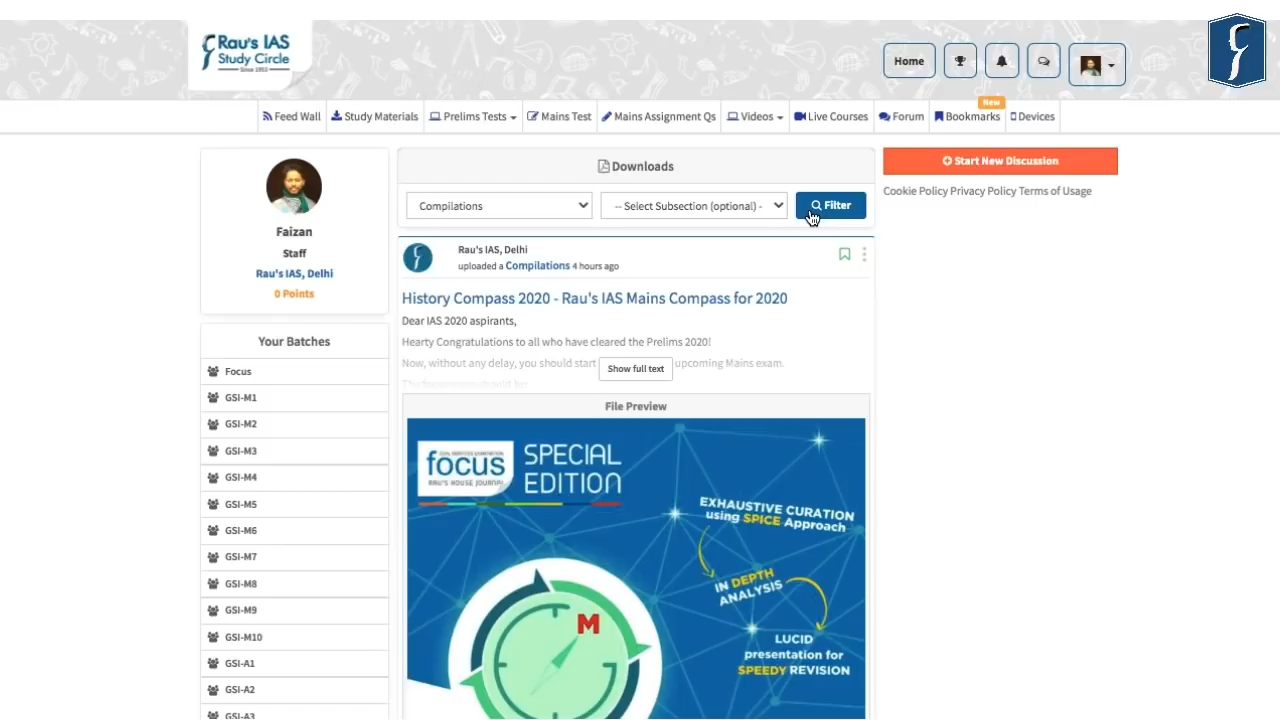 Rau's IAS
Study Circle
Since 1953
Home
New
Feed Wall Study Materials Prelims Tests Mains Test Mains Assignment Qs Videos Live Courses Forum Bookmarks Devices
Faizan
Staff
Rau's IAS, Delhi
0 Points
Your Batches
Focus
GSI-M1
GSI-M2
GSI-M3
GSI-M4
GSI-M5
GSI-M6
GSI-M7
GSI-M8
GSI-M9
GSI-M10
GSI-A1
GSI-A2
GSI-A3
Downloads
Compilations -- Select Subsection (optional) - Filter
Rau's IAS, Delhi
uploaded a Compilations 4 hours ago
History Compass 2020 - Rau's IAS Mains Compass for 2020
Dear IAS 2020 aspirants,
Hearty Congratulations to all who have cleared the Prelims 2020!
Now, without any delay, you should start upcoming Mains exam.
Show full text
File Preview
focus
RAU'S HOUSE JOURNAL
SPECIAL
EDITION
EXHAUSTIVE CURATION
using SPICE Approach
IN DEPTH
ANALYSIS
LUCID
presentation for
SPEEDY REVISION
M
Start New Discussion
Cookie Policy Privacy Policy Terms of Usage